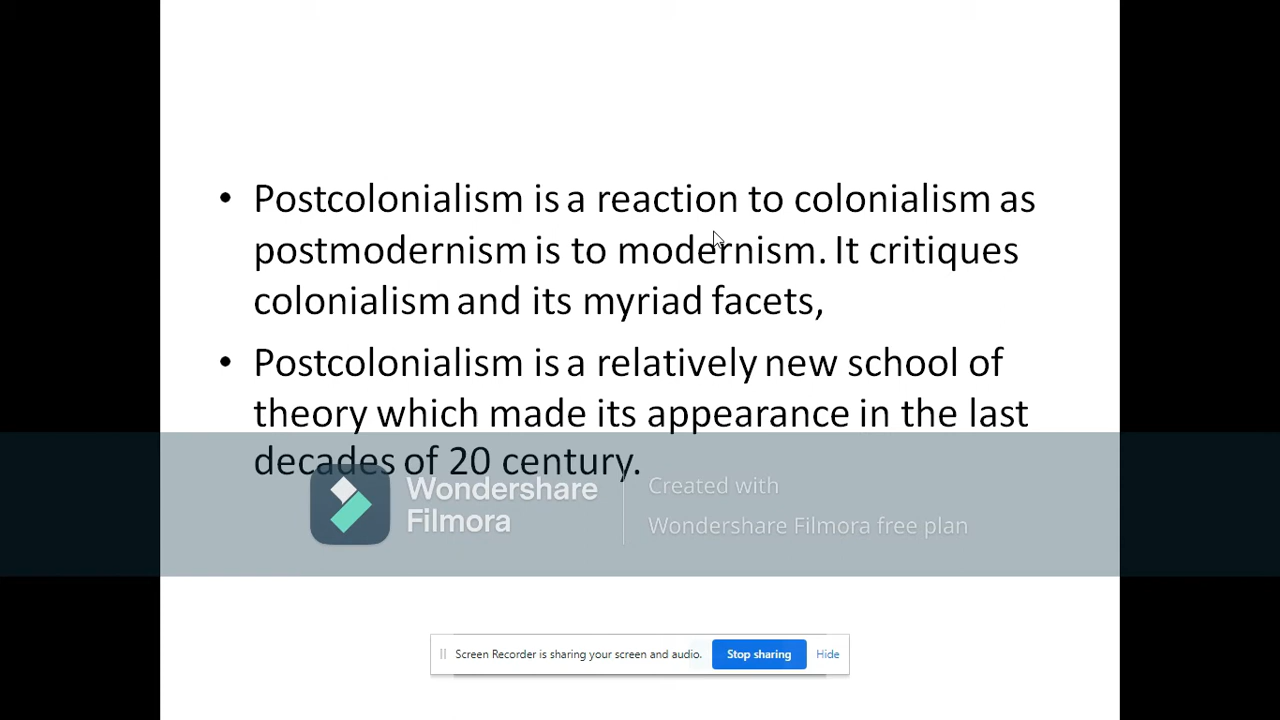 • Postcolonialism is a reaction to colonialism as
postmodernism is to modernism. It critiques
colonialism and its myriad facets,
• Postcolonialism is a relatively new school of
theory which made its appearance in the last
decades of 20 century.
Wondershare
Filmora
Created with
Wondershare Filmora free plan
Screen Recorder is sharing your screen and audio.
Stop sharing
Hide